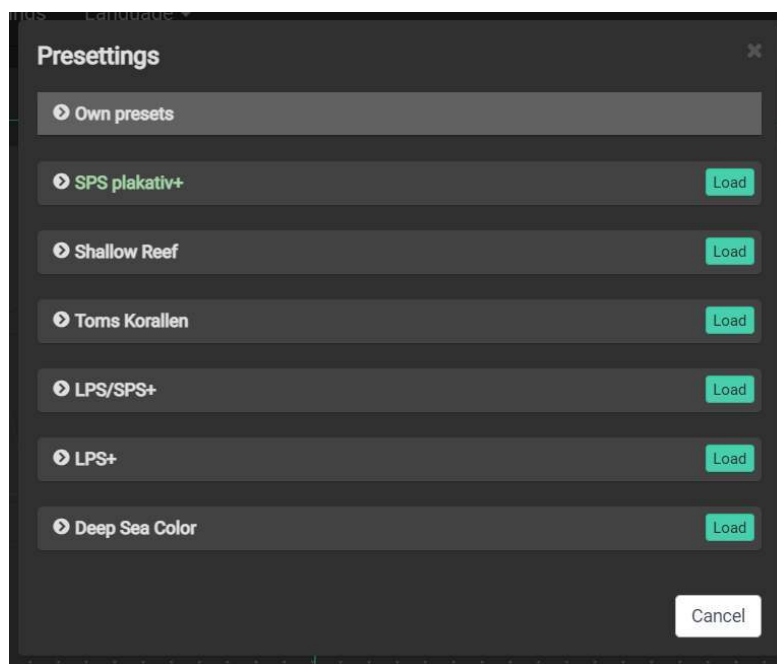 Language
Presettings
Own presets
SPS plakativ+
Load
Shallow Reef
Load
Toms Korallen
Load
LPS/SPS+
Load
LPS+
Load
Deep Sea Color
Load
Cancel